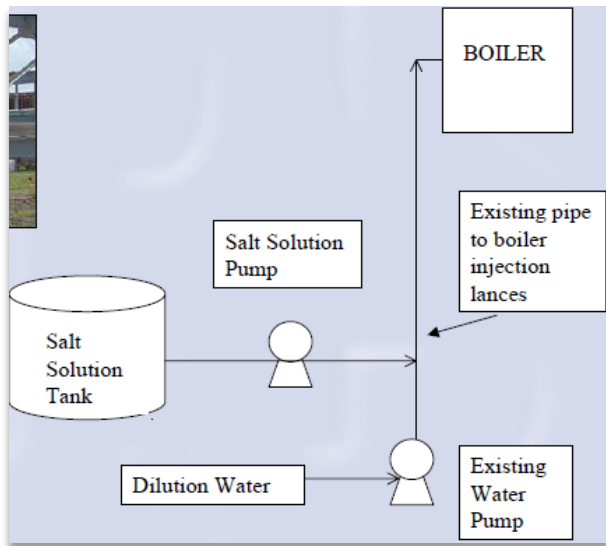 BOILER
Existing pipe
to boiler
injection
lances
Salt Solution
Pump
Salt
Solution
Tank
Dilution Water
Existing
Water
Pump